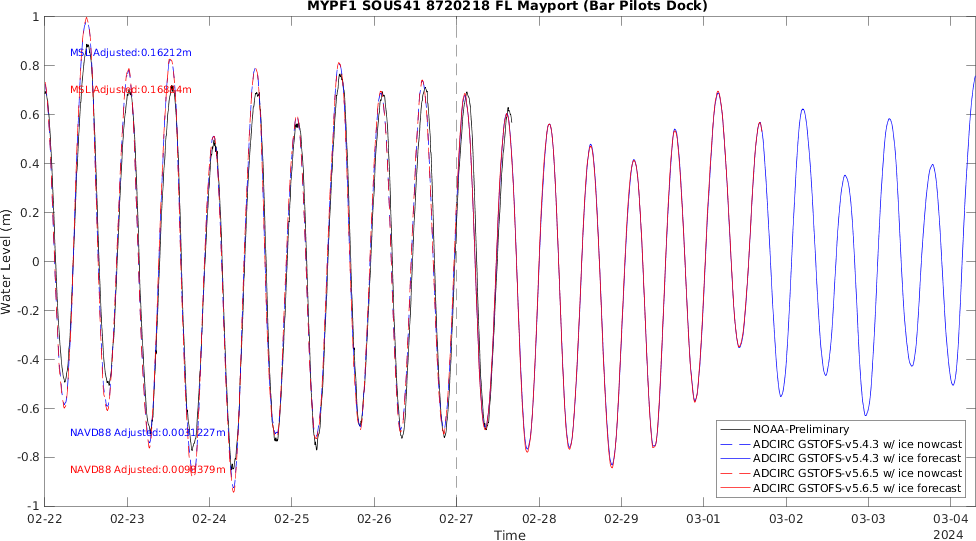 MYPF1 SOUS41 8720218 FL Mayport (Bar Pilots Dock)
1
0.8
0.6
0.4
0.2
0
-0.2
-0.4
-0.6
-0.8
-1
Water Level (m)
MSL Adjusted:0.16212m
MSL Adjusted:0.16884m
NAVD88 Adjusted:0.0031227m
NAVD88 Adjusted:
NOAA-Preliminary
ADCIRC GSTOFS-v5.4.3 w/ ice nowcast
ADCIRC GSTOFS-v5.4.3 w/ ice forecast
ADCIRC GSTOFS-v5.6.5 w/ ice nowcast
ADCIRC GSTOFS-v5.6.5 w/ ice forecast
02-22 02-23 02-24 02-25 02-26 02-27 02-28 02-29 03-01 03-02 03-03 03-04
Time
2024